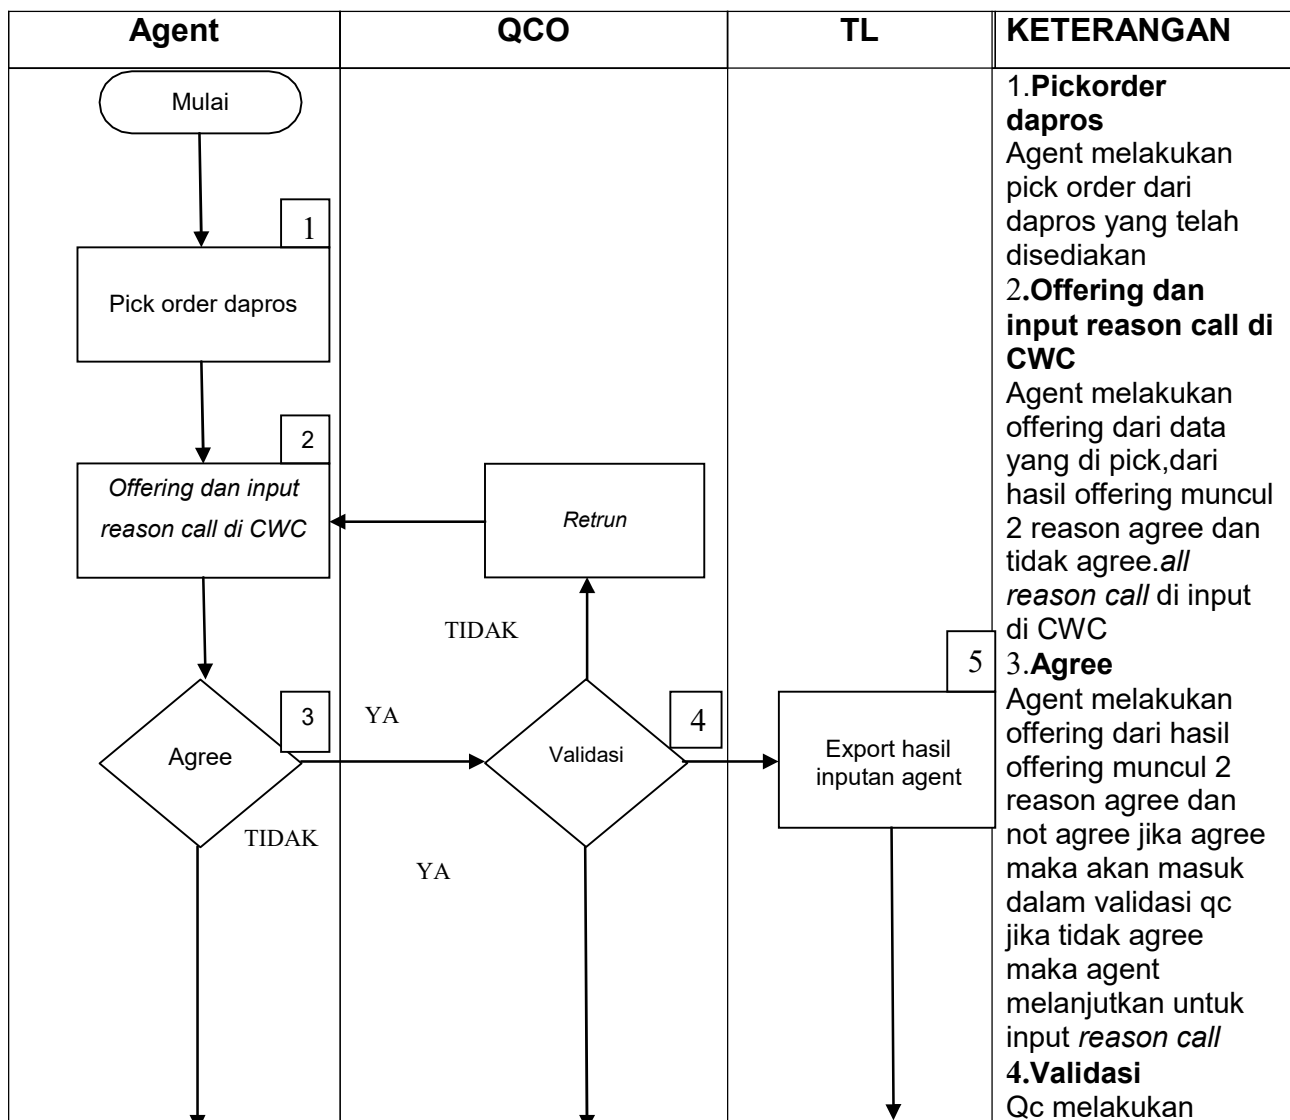 Agent
QCO
TL
KETERANGAN
Mulai
1
Pick order dapros
2
Offering dan input
reason call di CWC
Retrun
TIDAK
3
Agree
YA
TIDAK
4
Validasi
YA
5
Export hasil
inputan agent
1.Pickorder
dapros
Agent melakukan
pick order dari
dapros yang telah
disediakan
2.Offering dan
input reason call di
CWC
Agent melakukan
offering dari data
yang di pick,dari
hasil offering muncul
2 reason agree dan
tidak agree.all
reason call di input
di CWC
3.Agree
Agent melakukan
offering dari hasil
offering muncul 2
reason agree dan
not agree jika agree
maka akan masuk
dalam validasi qc
jika tidak agree
maka agent
melanjutkan untuk
input reason call
4.Validasi
Qc melakukan